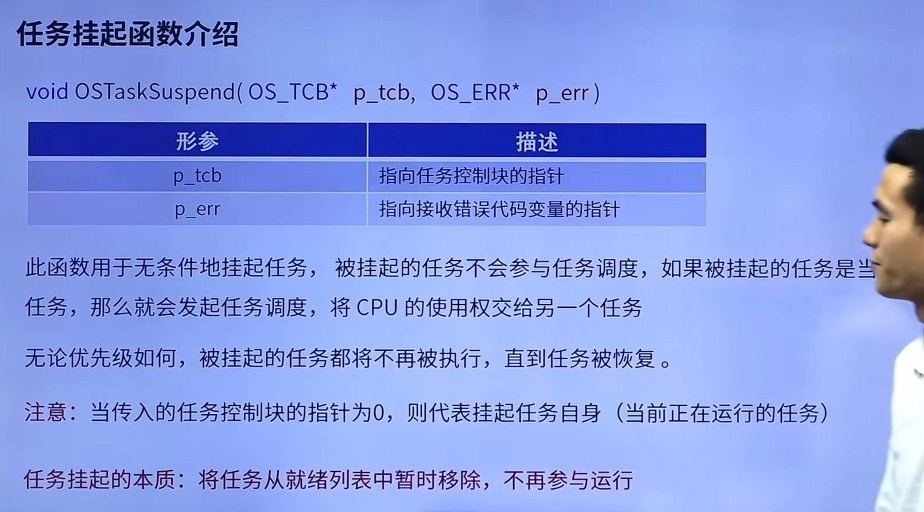 任务挂起函数介绍
void OSTaskSuspend( OS_TCB* p_tcb, OS_ERR* p_err )
形参 描述
p_tcb 指向任务控制块的指针
p_err 指向接收错误代码变量的指针
此函数用于无条件地挂起任务， 被挂起的任务不会参与任务调度，如果被挂起的任务是当
任务，那么就会发起任务调度，将 CPU 的使用权交给另一个任务
无论优先级如何，被挂起的任务都将不再被执行，直到任务被恢复 。
注意：当传入的任务控制块的指针为0，则代表挂起任务自身（当前正在运行的任务）
任务挂起的本质：将任务从就绪列表中暂时移除，不再参与运行